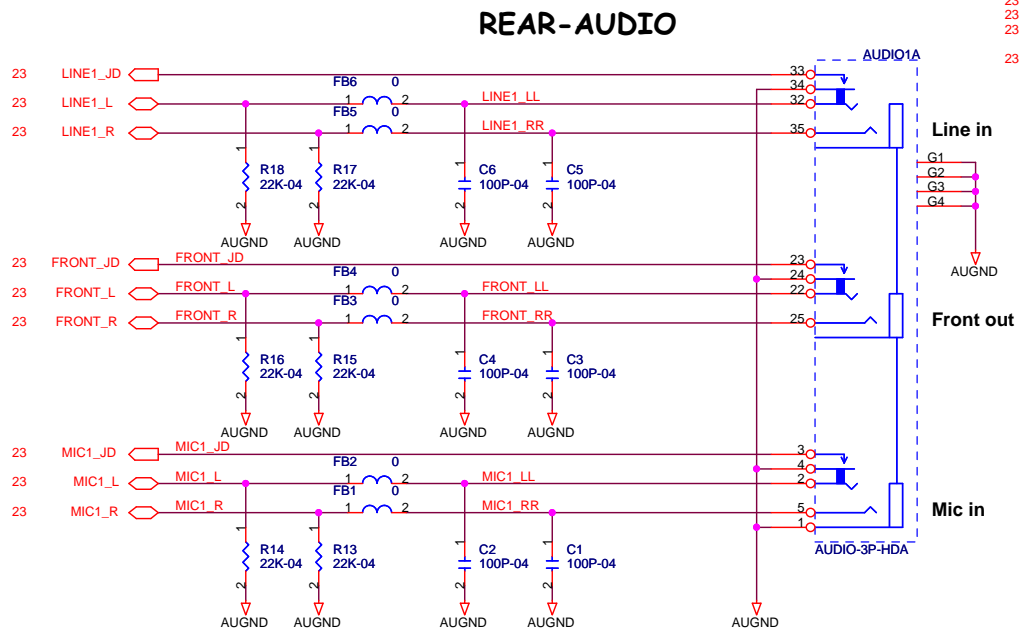 REAR-AUDIO
23
23
23
23
AUDIO1A
23 LINE1_JD 33
FB6 0 34
23 LINE1_L 1 2 LINE1_LL 32
FB5 0
23 LINE1_R 1 2 LINE1_RR 35 Line in
1 1 1 1
R18 R17 C6 C5
22K-04 22K-04 100P-04 100P-04
2 2 2 2
G1
G2
G3
G4
AUGND AUGND AUGND AUGND
AUGND
23 FRONT_JD FRONT_JD 23
FB4 0 24
23 FRONT_L FRONT_L 1 2 FRONT_LL 22
FB3 0
23 FRONT_R FRONT_R 1 2 FRONT_RR 25 Front out
1 1 1 1
R16 R15 C4 C3
22K-04 22K-04 100P-04 100P-04
2 2 2 2
AUGND AUGND AUGND AUGND
23 MIC1_JD MIC1_JD 3
FB2 0 4
23 MIC1_L MIC1_L 1 2 MIC1_LL 2
FB1 0
23 MIC1_R MIC1_R 1 2 MIC1_RR 5 Mic in
1
1 1 1 1
R14 R13 C2 C1
22K-04 22K-04 100P-04 100P-04
2 2 2 2
AUDIO-3P-HDA
AUGND AUGND AUGND AUGND AUGND